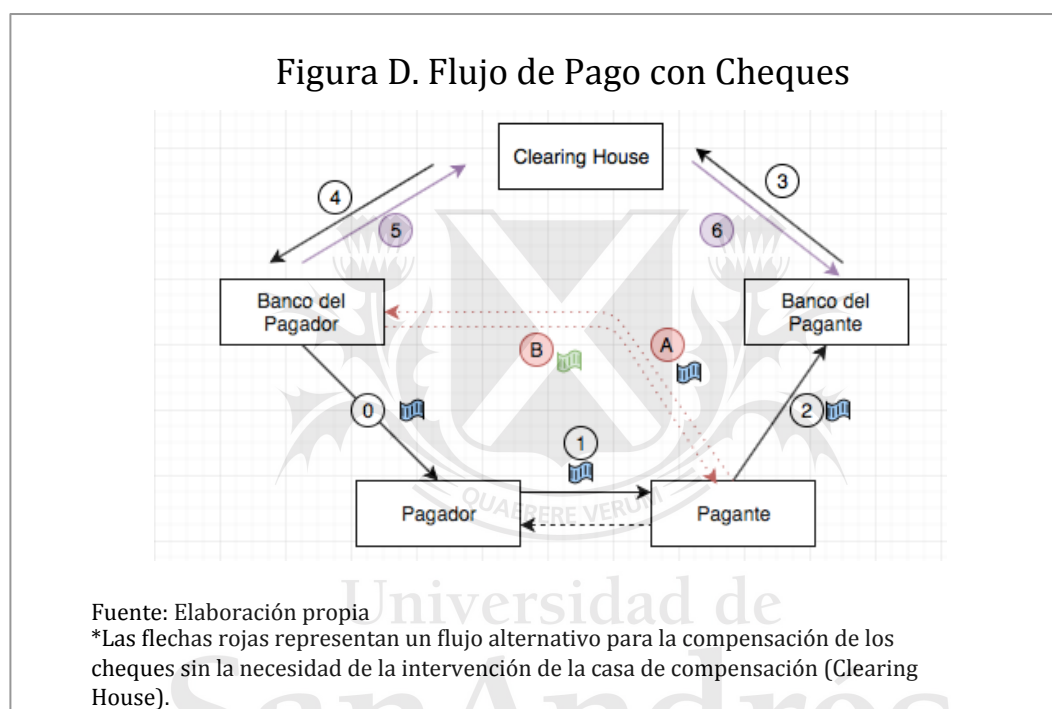 Figura D. Flujo de Pago con Cheques
Clearing House
4
3
5
6
Banco del
Pagador
Banco del
Pagante
B
A
0
1
2
QUAERERE VERUM
Pagador
Pagante
Universidad de
Fuente: Elaboración propia
*Las flechas rojas representan un flujo alternativo para la compensación de los
cheques sin la necesidad de la intervención de la casa de compensación (Clearing
House).
SanAndrés